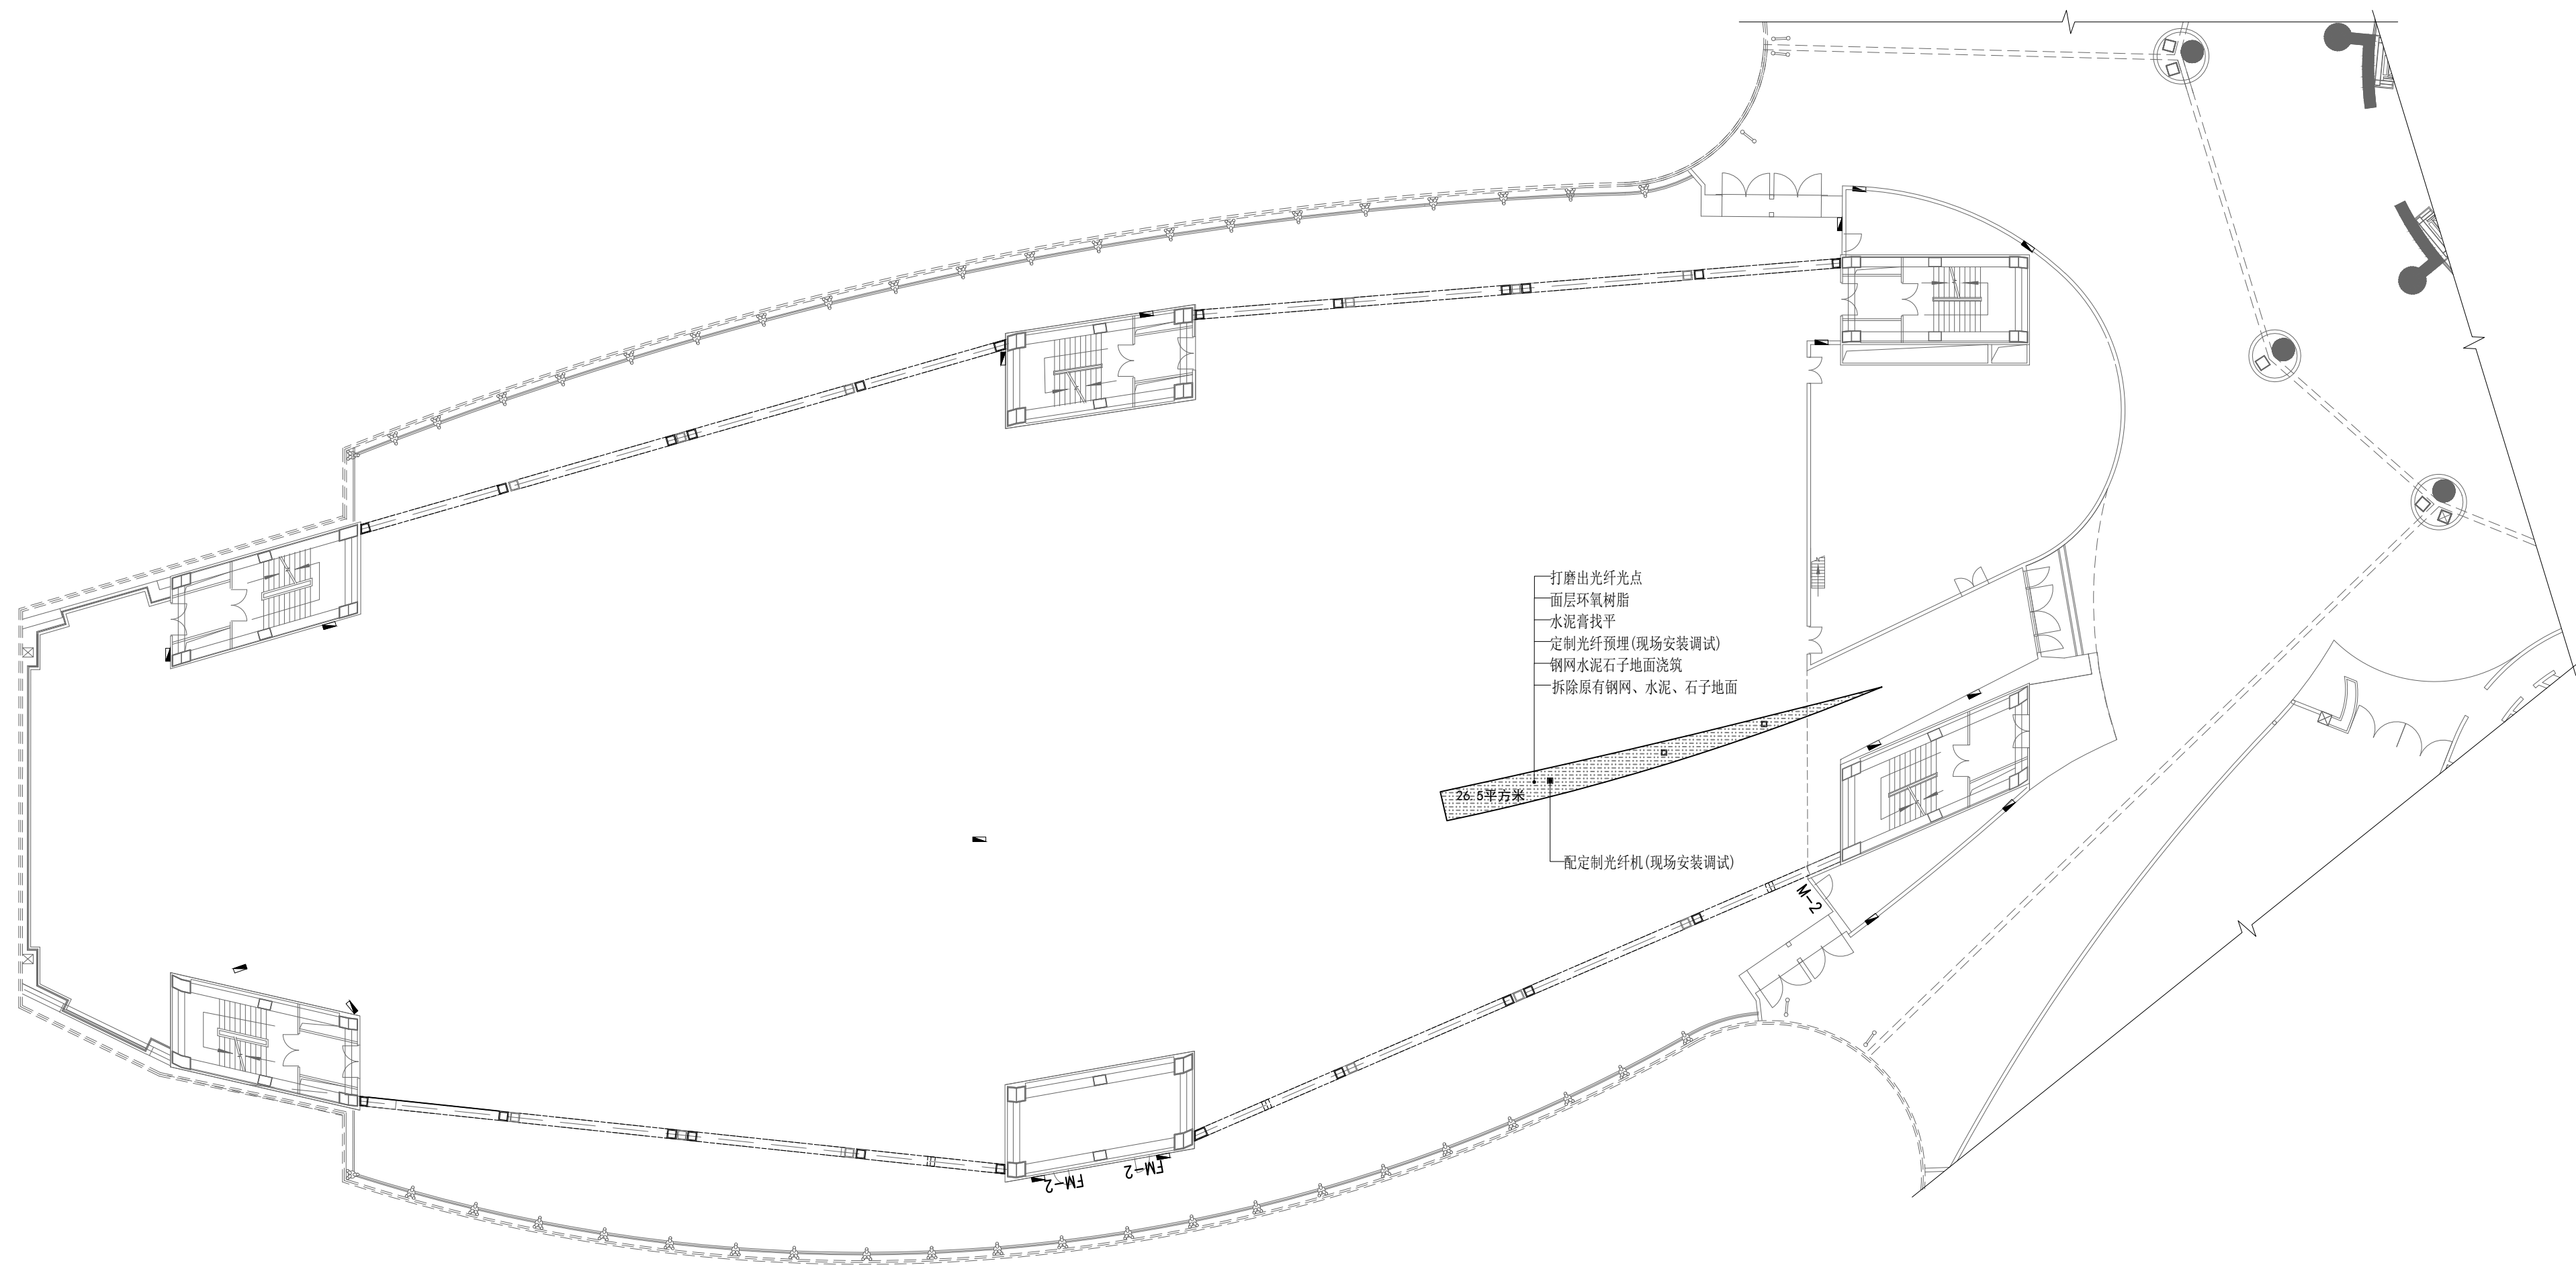 打磨出光纤光点
面层环氧树脂
水泥膏找平
定制光纤预埋(现场安装调试)
钢网水泥石子地面浇筑
拆除原有钢网、水泥、石子地面
26.5平方米
配定制光纤机(现场安装调试)
M-2
FM-2
FM-2